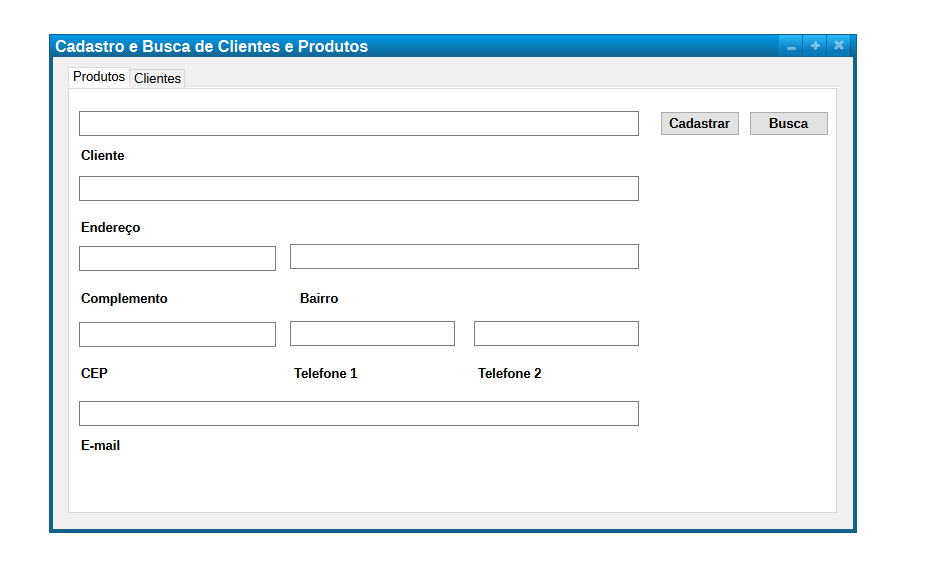 Cadastro e Busca de Clientes e Produtos
Produtos Clientes
Cadastrar Busca
Cliente
Endereço
Complemento Bairro
CEP Telefone 1 Telefone 2
E-mail